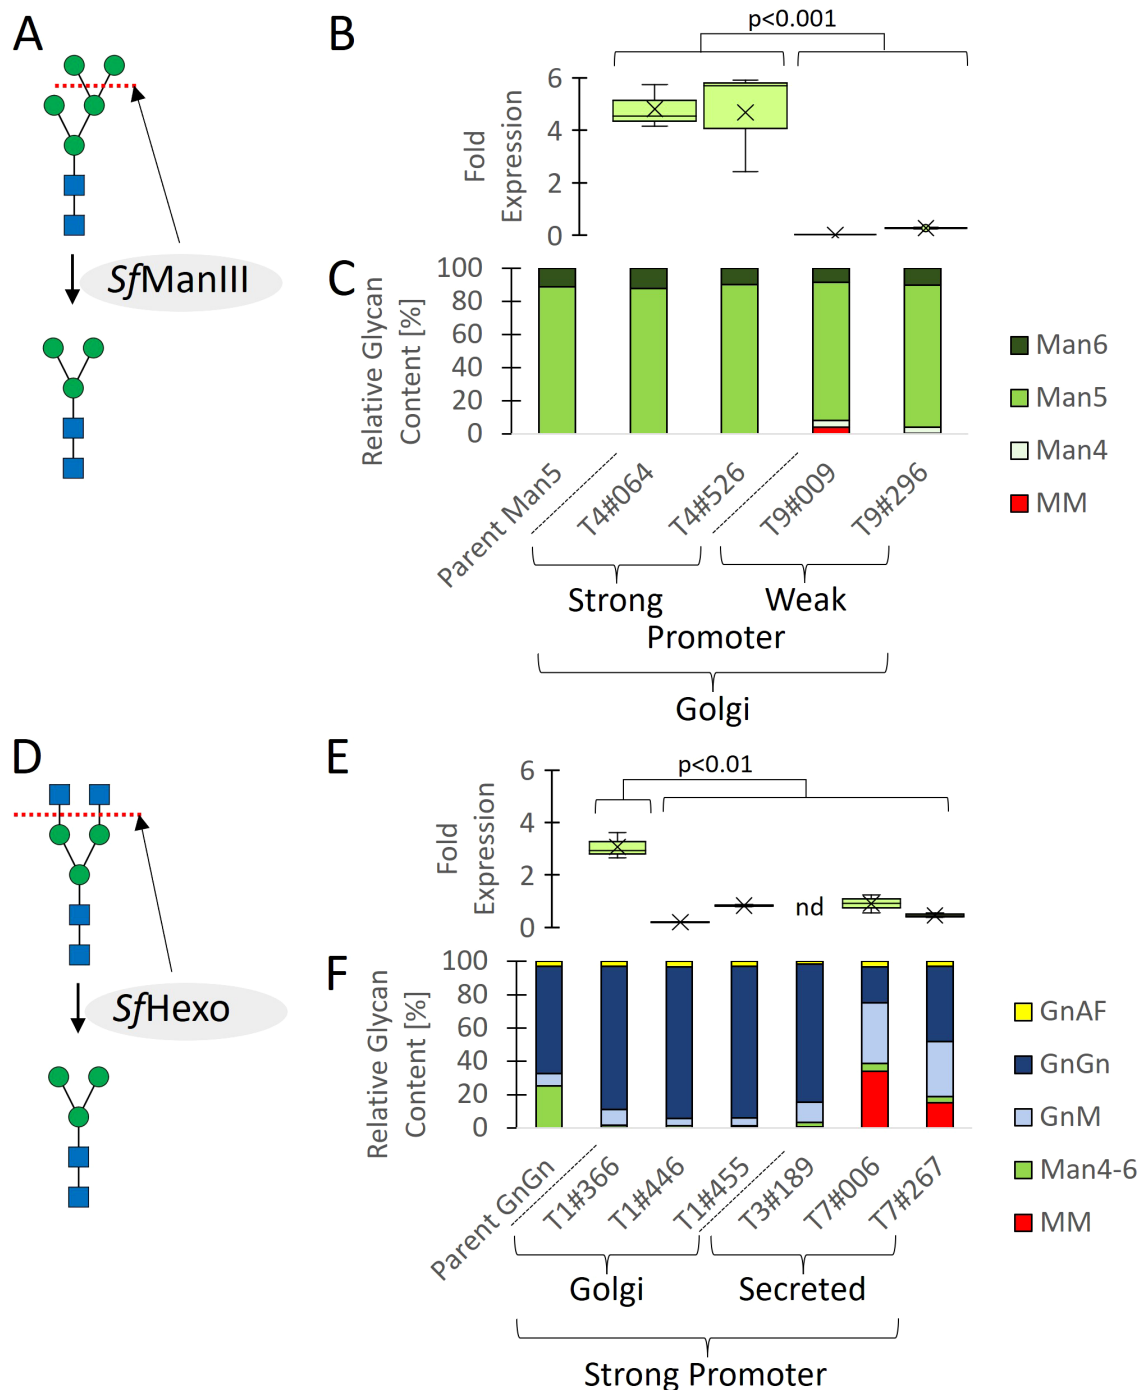 A
SfManIII
B
p<0.001
Fold
Expression
6
4
2
0
C
Relative Glycan
Content [%]
100
80
60
40
20
0
Man6
Man5
Man4
MM
Parent Man5
T4#064
T4#526
T9#009
T9#296
Strong
Weak
Promoter
Golgi
D
SfHexo
E
p<0.01
Fold
Expression
6
4
2
0
nd
F
Relative Glycan
Content [%]
100
80
60
40
20
0
GnAF
GnGn
GnM
Man4-6
MM
Parent GnGn
T1#366
T1#446
T1#455
T3#189
T7#006
T7#267
Golgi
Secreted
Strong Promoter